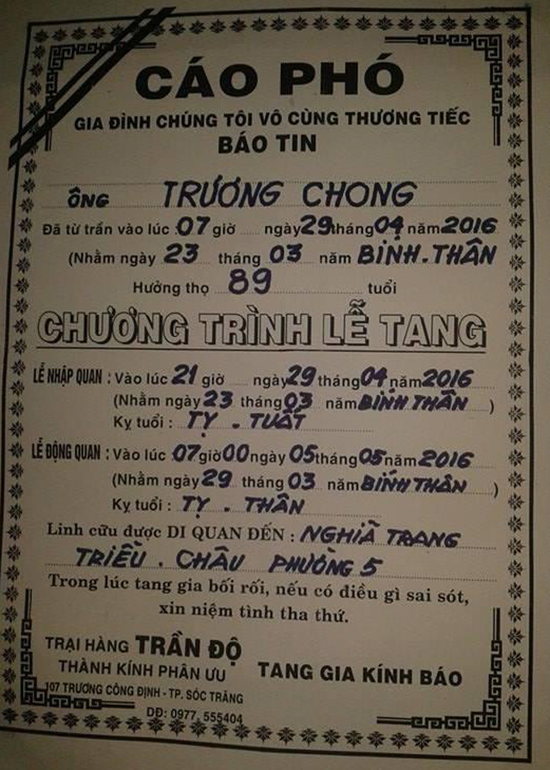 CÁO PHÓ
GIA ĐÌNH CHÚNG TÔI VÔ CÙNG THƯƠNG TIẾC
BÁO TIN
ÔNG TRƯƠNG CHONG
Đã từ trần vào lúc 07 giờ ngày 29 tháng 04 năm 2016
(Nhằm ngày 23 tháng 03 năm BÍNH.THÂN
Hưởng thọ 89 tuổi
CHƯƠNG TRÌNH LỄ TANG
LỄ NHẬP QUAN : Vào lúc 21 giờ ngày 29 tháng 04 năm 2016
(Nhằm ngày 23 tháng 03 năm BÍNH THÂN )
Kỵ tuổi : TỴ . TUẤT
LỄ ĐỘNG QUAN : Vào lúc 07 giờ 00 ngày 05 tháng 05 năm 2016
(Nhằm ngày 29 tháng 03 năm BÍNH THÂN )
Kỵ tuổi : TỴ . THÂN
Linh cữu được DI QUAN ĐẾN : NGHIÃ TRANG
TRIỀU . CHÂU PHƯỜNG 5
Trong lúc tang gia bối rối, nếu có điều gì sai sót,
xin niệm tình tha thứ.
TRẠI HÀNG TRẦN ĐỘ
THÀNH KÍNH PHÂN ƯU
TANG GIA KÍNH BÁO
107 TRƯƠNG CÔNG ĐỊNH - TP. SÓC TRĂNG
DĐ: 0977. 555404